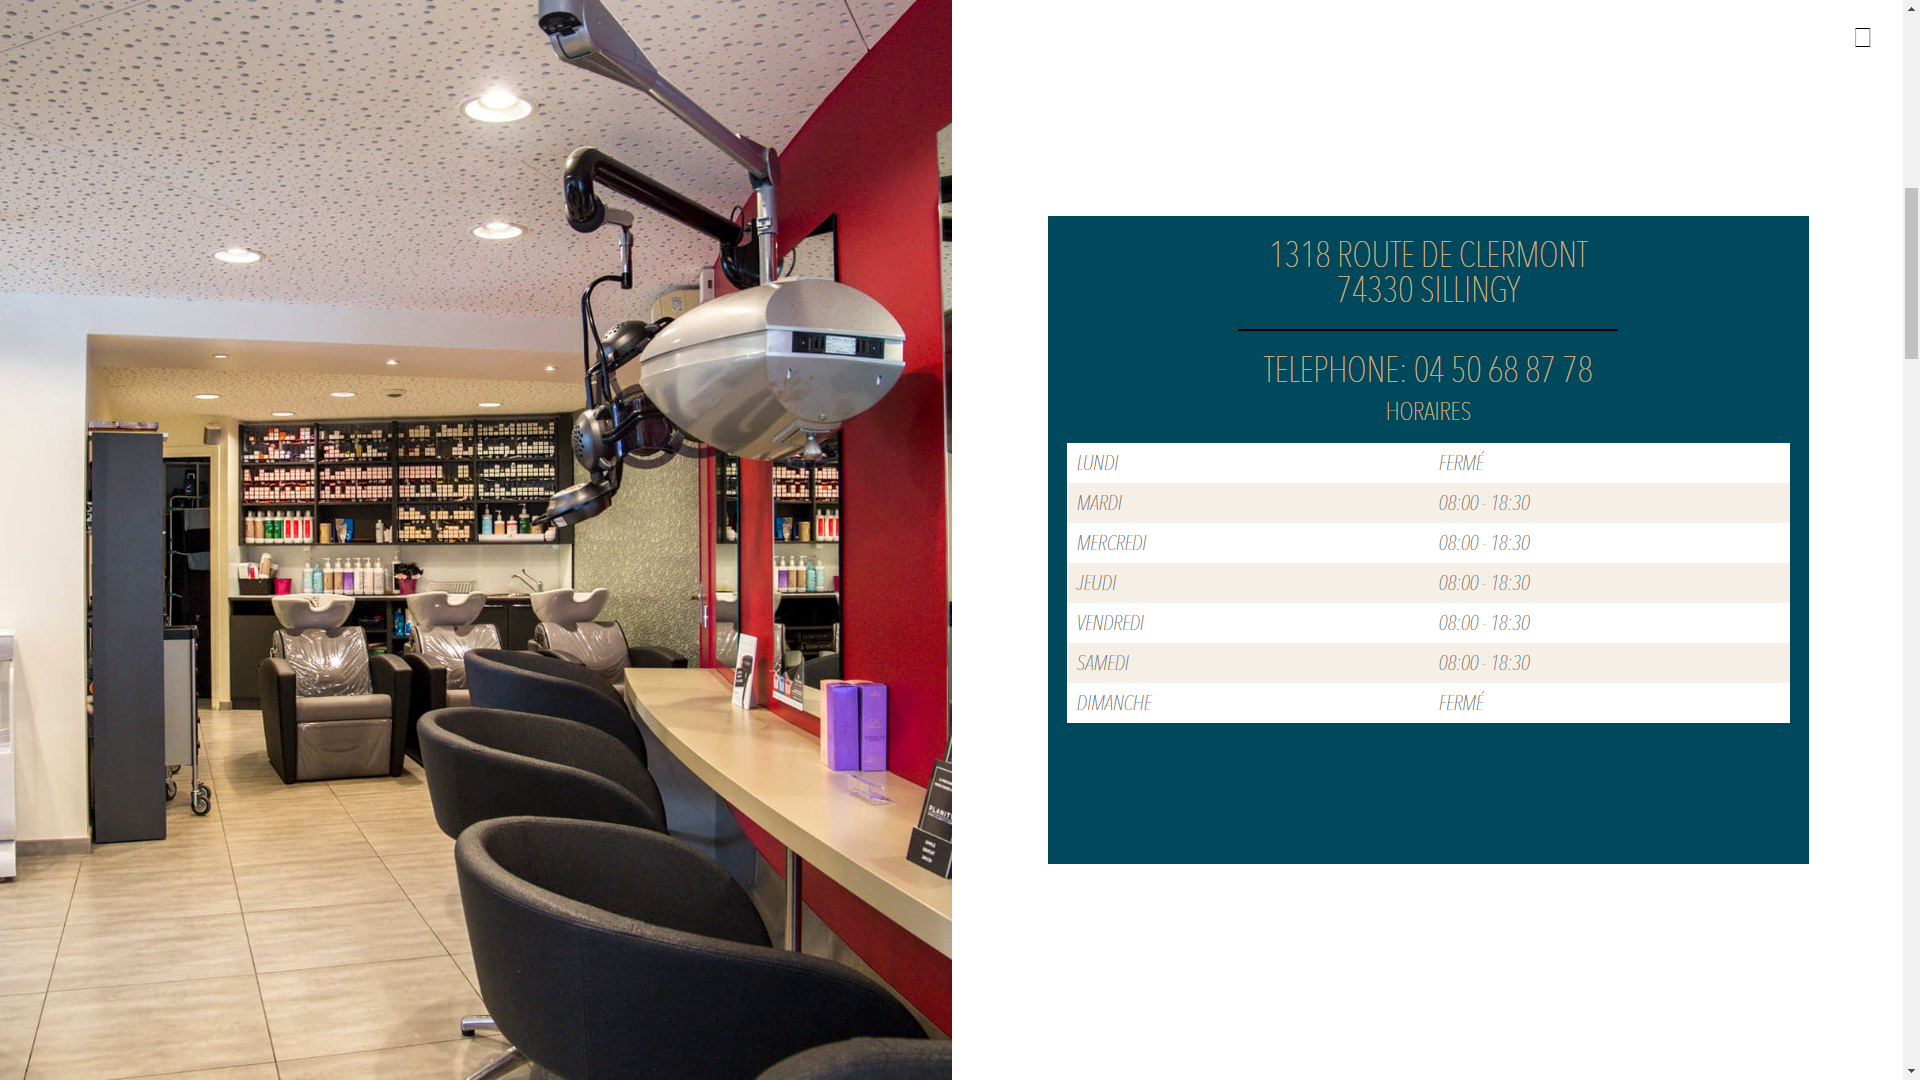 1318 ROUTE DE CLERMONT
74330 SILLINGY
TELEPHONE: 04 50 68 87 78
HORAIRES
LUNDI FERMÉ
MARDI 08:00 - 18:30
MERCREDI 08:00 - 18:30
JEUDI 08:00 - 18:30
VENDREDI 08:00 - 18:30
SAMEDI 08:00 - 18:30
DIMANCHE FERMÉ